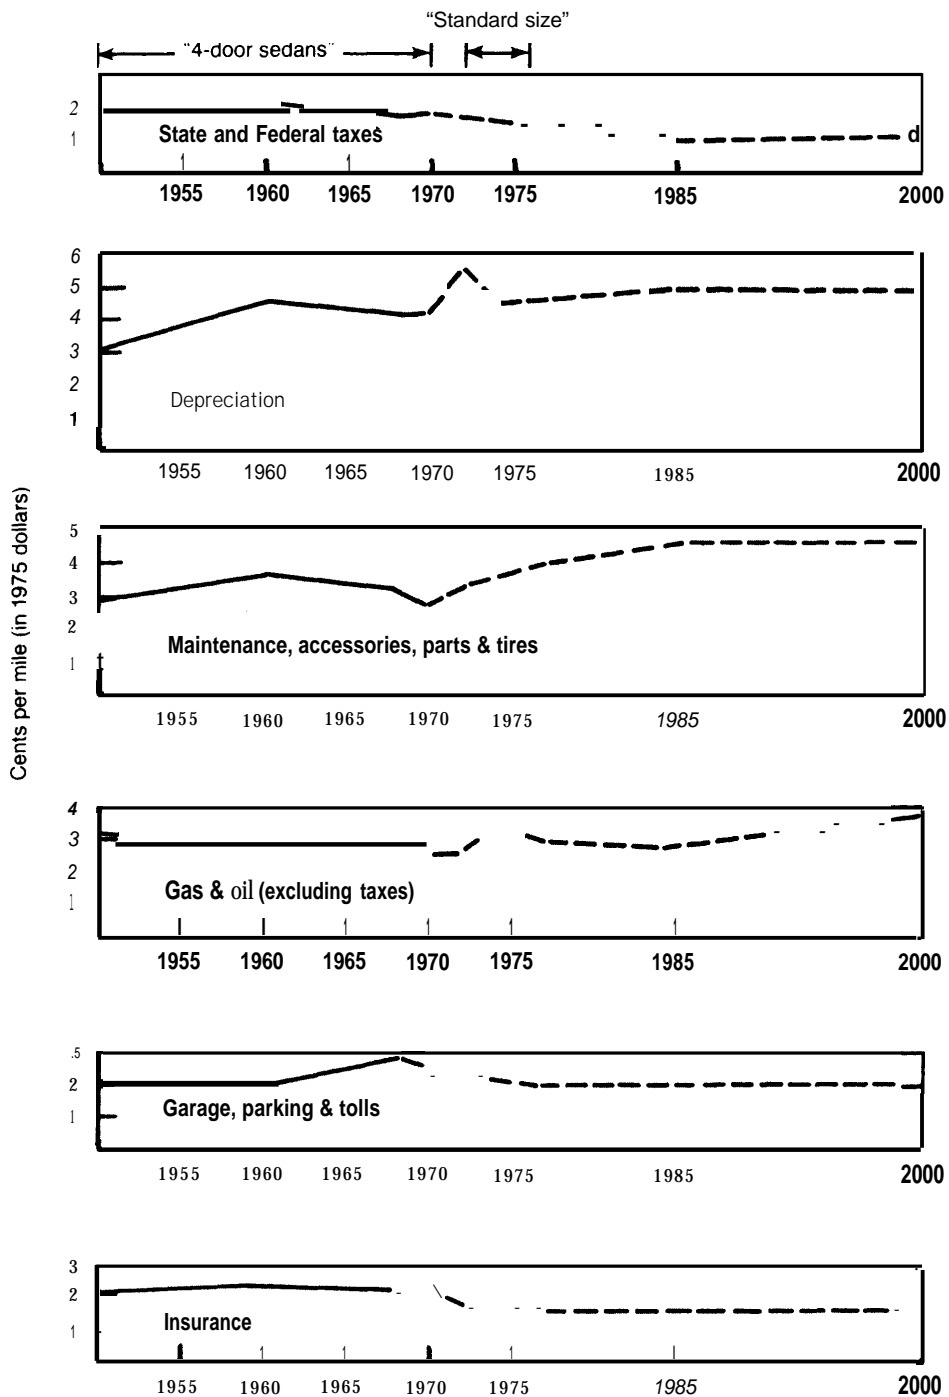 “Standard size”
“4-door sedans”
2
1
State and Federal taxes
d
1955 1960 1965 1970 1975 1985 2000
6
5
4
3
2
1
Depreciation
1955 1960 1965 1970 1975 1985 2000
Cents per mile (in 1975 dollars)
5
4
3
2
1
Maintenance, accessories, parts & tires
1955 1960 1965 1970 1975 1985 2000
4
3
2
1
Gas & oil (excluding taxes)
1955 1960 1965 1970 1975 1985 2000
.5
2
1
Garage, parking & tolls
1955 1960 1965 1970 1975 1985 2000
3
2
1
Insurance
1955 1960 1965 1970 1975 1985 2000